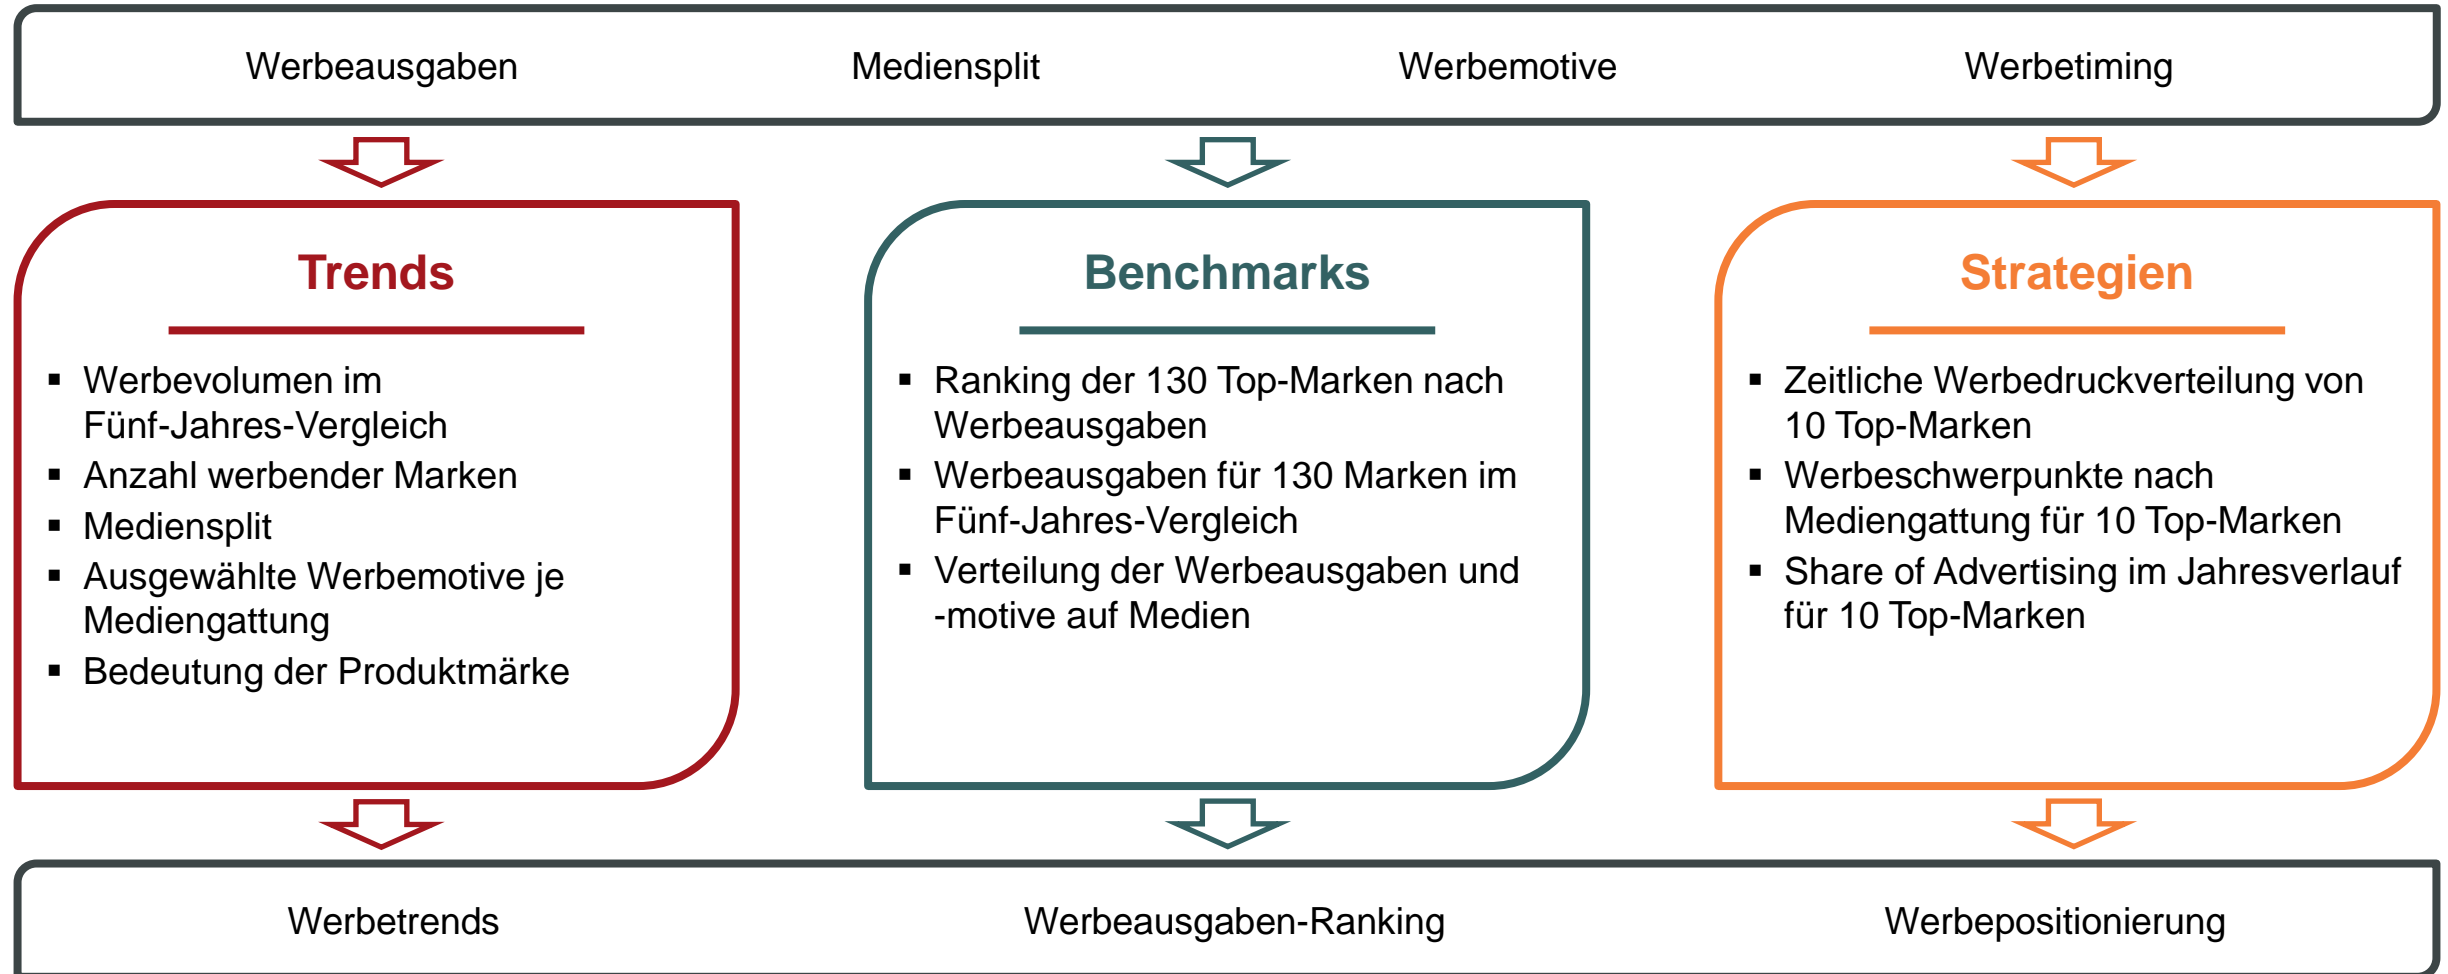 Werbeausgaben Mediensplit Werbemotive Werbetiming
Trends
▪ Werbevolumen im
Fünf-Jahres-Vergleich
▪ Anzahl werbender Marken
▪ Mediensplit
▪ Ausgewählte Werbemotive je
Mediengattung
▪ Bedeutung der Produktmärke
Benchmarks
▪ Ranking der 130 Top-Marken nach
Werbeausgaben
▪ Werbeausgaben für 130 Marken im
Fünf-Jahres-Vergleich
▪ Verteilung der Werbeausgaben und
-motive auf Medien
Strategien
▪ Zeitliche Werbedruckverteilung von
10 Top-Marken
▪ Werbeschwerpunkte nach
Mediengattung für 10 Top-Marken
▪ Share of Advertising im Jahresverlauf
für 10 Top-Marken
Werbetrends Werbeausgaben-Ranking Werbepositionierung